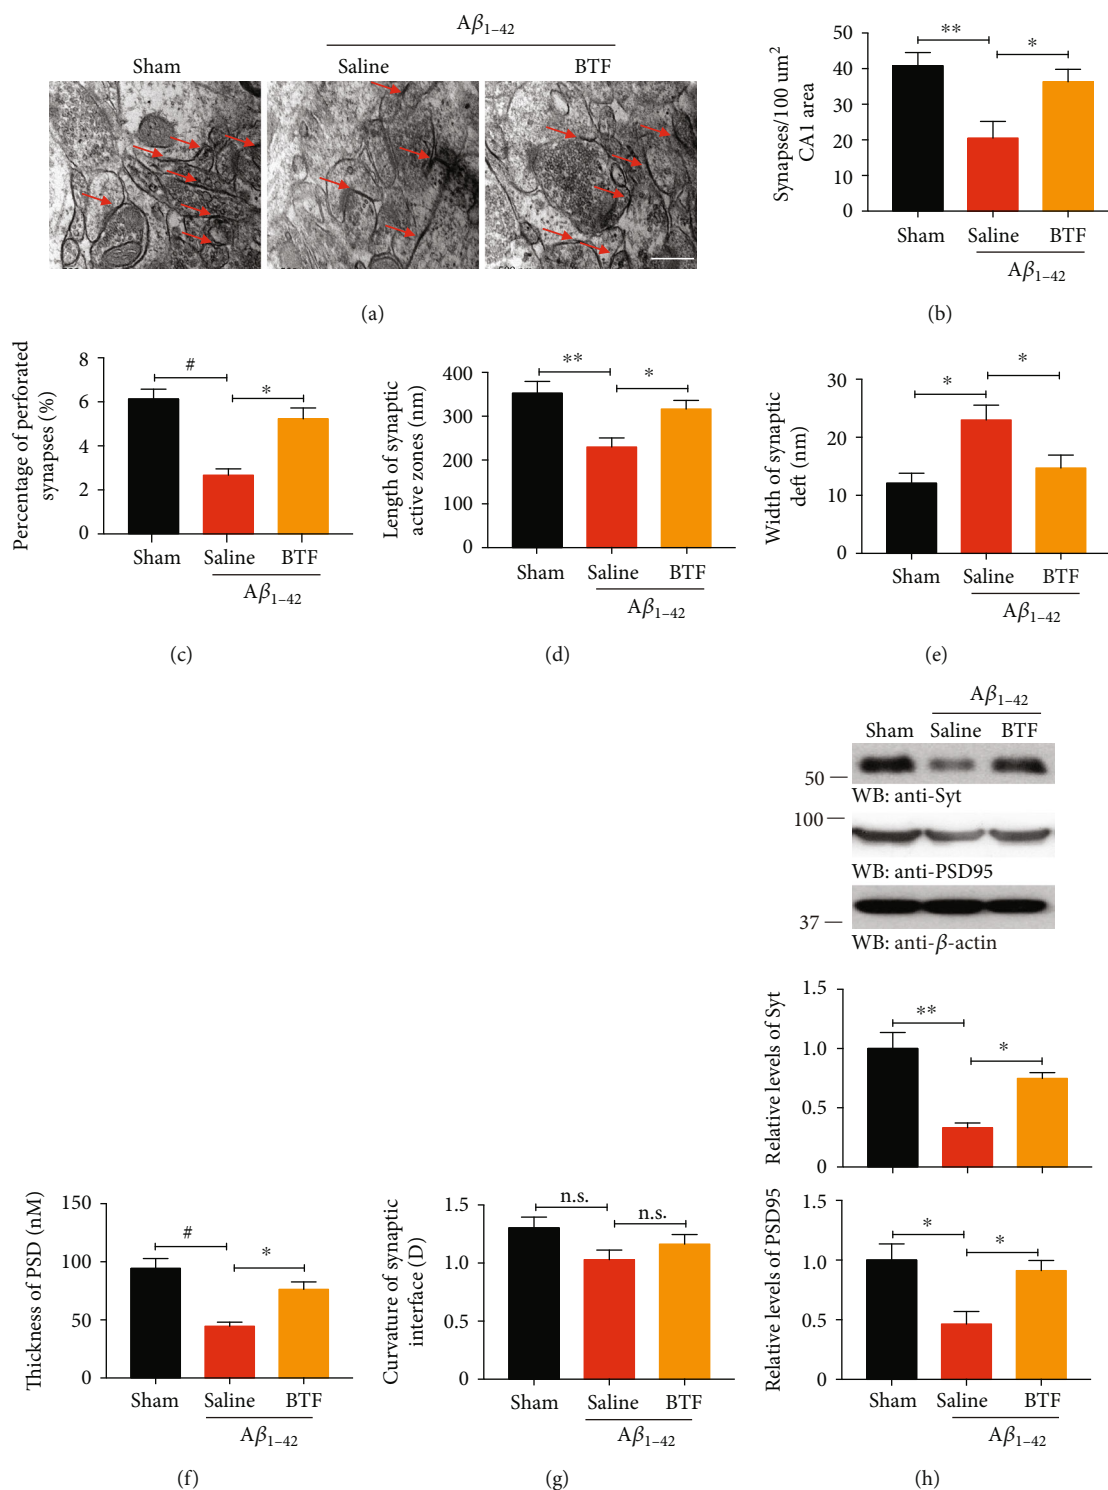 Aβ1–42
Sham
Saline
BTF
(a)
Synapses/100 um2
CA1 area
50
40
30
20
10
0
**
*
Sham
Saline
BTF
Aβ1–42
(b)
Percentage of perforated
synapses (%)
8
6
4
2
0
#
*
Sham
Saline
BTF
Aβ1–42
(c)
Length of synaptic
active zones (nm)
400
300
200
100
0
**
*
Sham
Saline
BTF
Aβ1–42
(d)
Width of synaptic
deft (nm)
30
20
10
0
*
*
Sham
Saline
BTF
Aβ1–42
(e)
Thickness of PSD (nM)
150
100
50
0
#
*
Sham
Saline
BTF
Aβ1–42
(f)
Curvature of synaptic
interface (D)
1.5
1.0
0.5
0
n.s.
n.s.
Sham
Saline
BTF
Aβ1–42
(g)
Aβ1–42
Sham Saline BTF
50
WB: anti-Syt
100
WB: anti-PSD95
37
WB: anti-β-actin
Relative levels of Syt
1.5
1.0
0.5
0
**
*
Relative levels of PSD95
1.5
1.0
0.5
0
*
*
Sham
Saline
BTF
Aβ1–42
(h)